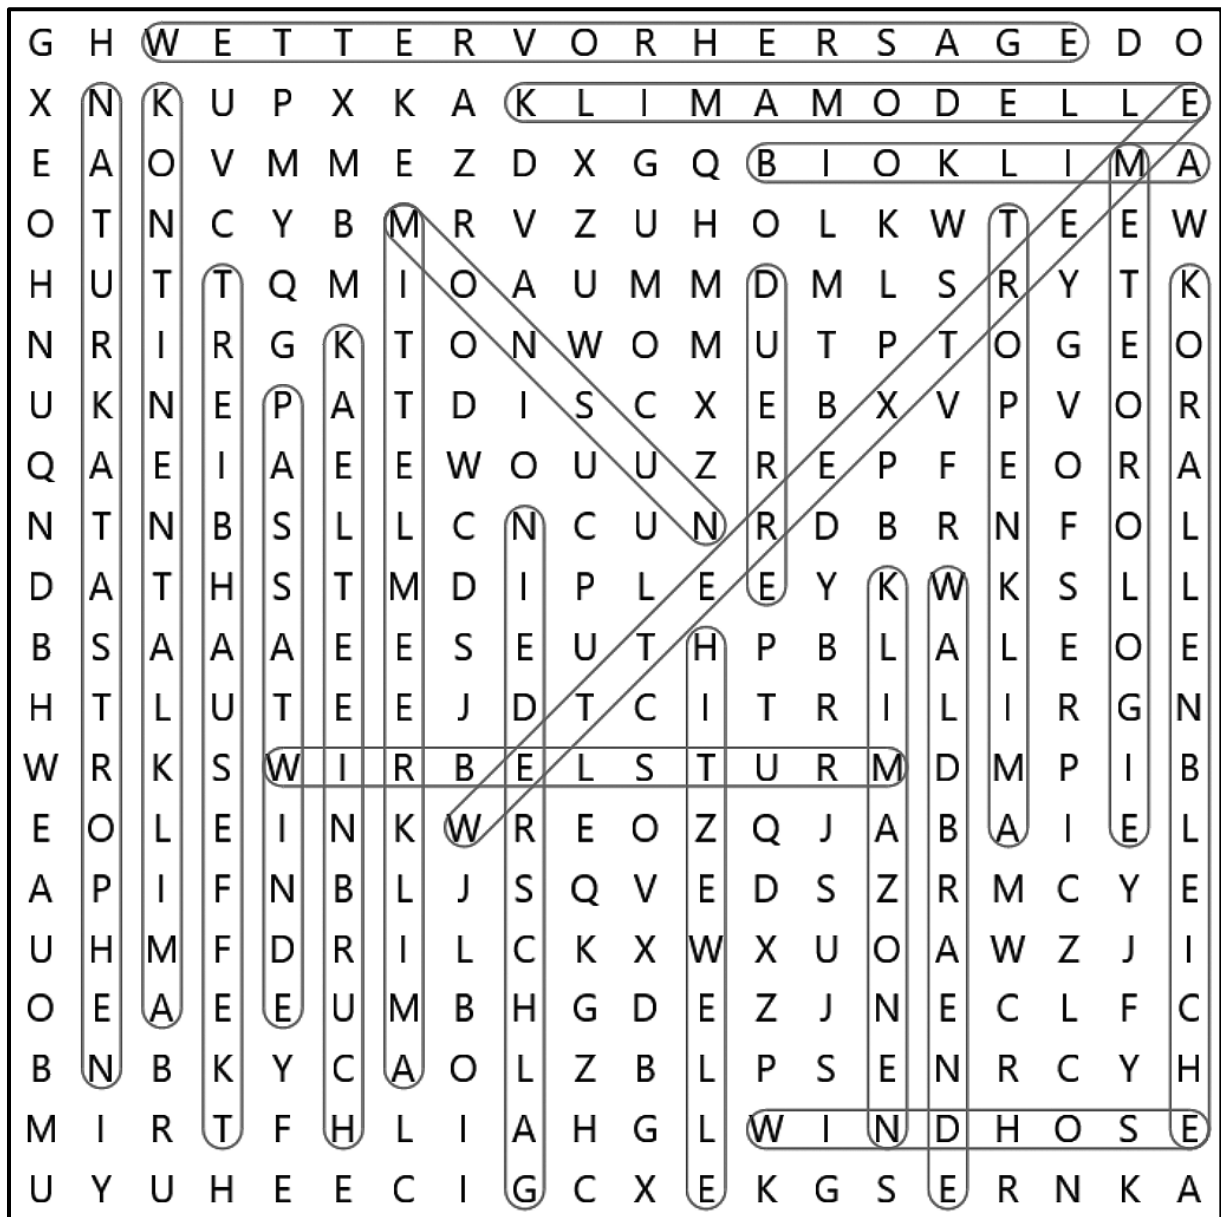 G H W E T T E R V O R H E R S A G E D O
X N K U P X K A K L I M A M O D E L L E
E A O V M M E Z D X G Q B I O K L I M A
O T N C Y B M R V Z U H O L K W T E E W
H U T T Q M I O A U M M D M L S R Y T K
N R I R G K T O N W O M U T P T O G E O
U K N E P A T D I S C X E B X V P V O R
Q A E I A E E W O U U Z R E P F E O R A
N T N B S L L C N C U N R D B R N F O L
D A T H S T M D I P L E E Y K W K S L L
B S A A A E E S E U T H P B L A L E O E
H T L U T E E J D T C I T R I L I R G N
W R K S W I R B E L S T U R M D M P I B
E O L E I N K W R E O Z Q J A B A I E L
A P I F N B L J S Q V E D S Z R M C Y E
U H M F D R I L C K X W X U O A W Z J I
O E A E E U M B H G D E Z J N E C L F C
B N B K Y C A O L Z B L P S E N R C Y H
M I R T F H L I A H G L W I N D H O S E
U Y U H E E C I G C X E K G S E R N K A